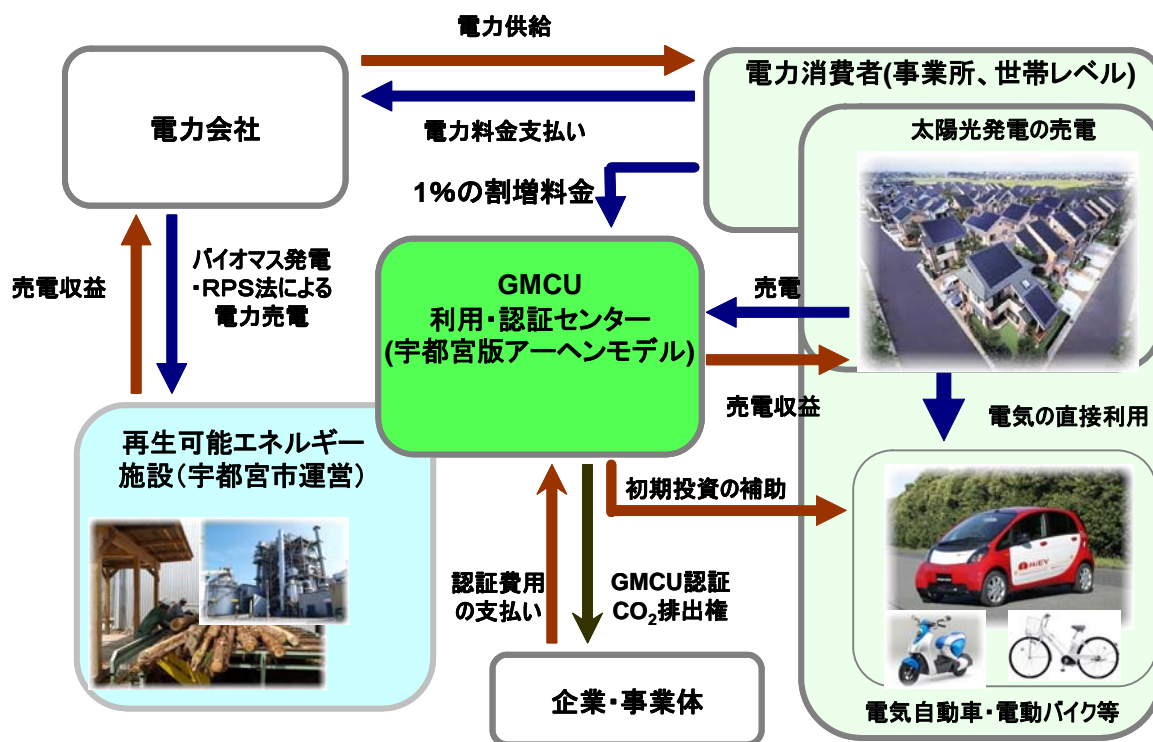 電力供給
電力会社
電力消費者(事業所、世帯レベル)
電力料金支払い
太陽光発電の売電
1%の割増料金
売電収益
バイオマス発電
・RPS法による
電力売電
GMCU
利用・認証センター
(宇都宮版アーヘンモデル)
売電
売電収益
電気の直接利用
再生可能エネルギー
施設(宇都宮市運営)
初期投資の補助
認証費用
の支払い
GMCU認証
CO₂排出権
企業・事業体
電気自動車・電動バイク等